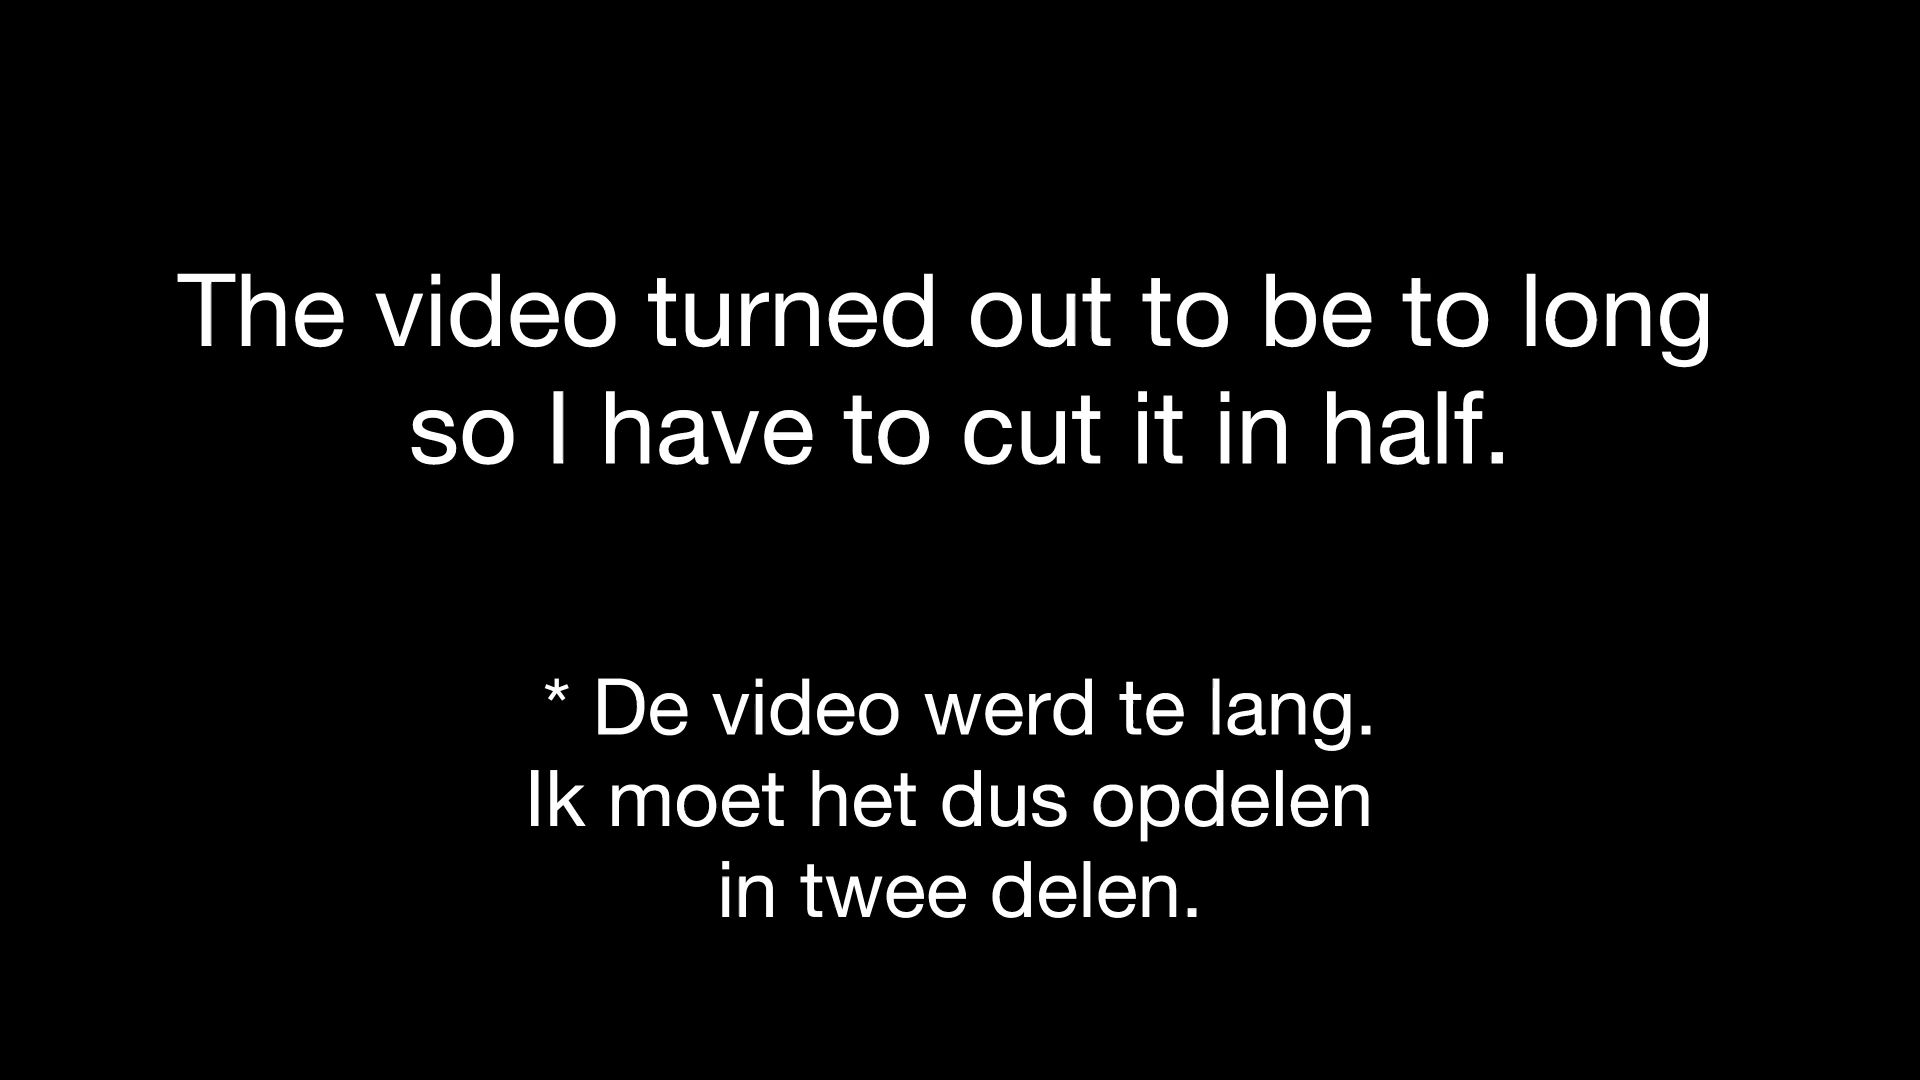 The video turned out to be to long
so I have to cut it in half.
* De video werd te lang.
Ik moet het dus opdelen
in twee delen.